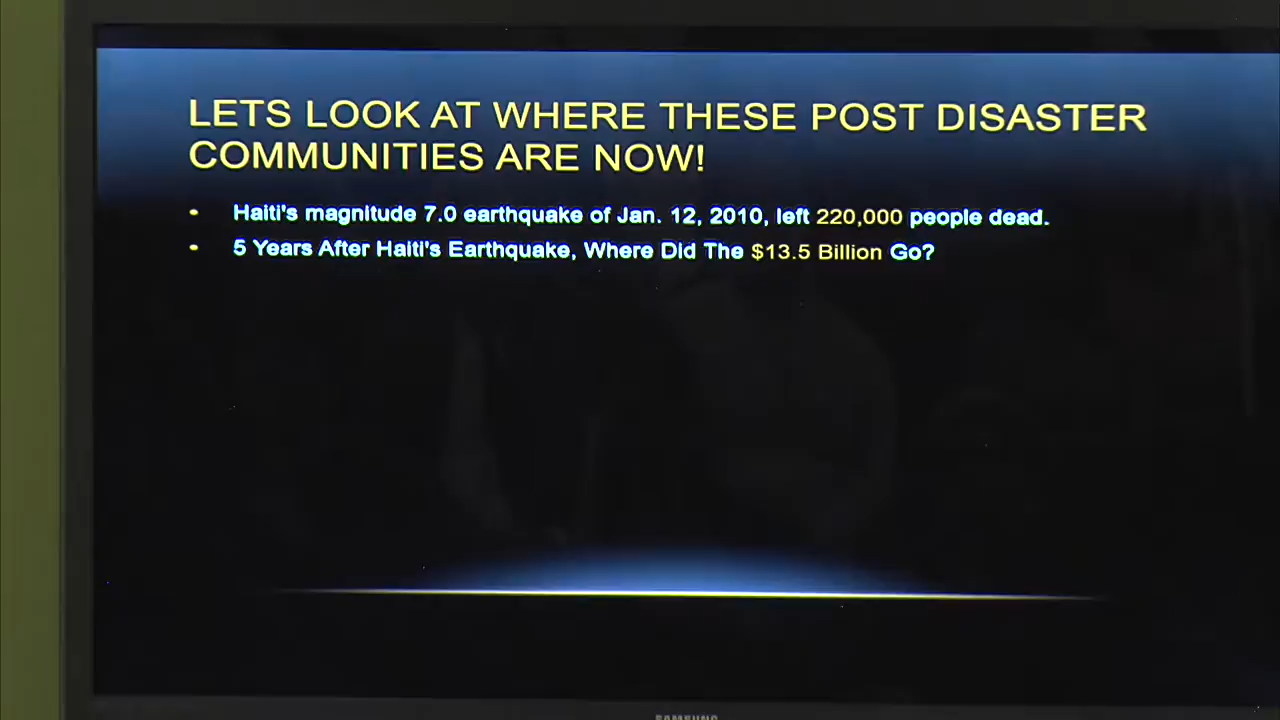 LETS LOOK AT WHERE THESE POST DISASTER
COMMUNITIES ARE NOW!
• Haiti's magnitude 7.0 earthquake of Jan. 12, 2010, left 220,000 people dead.
• 5 Years After Haiti's Earthquake, Where Did The $13.5 Billion Go?
SAMSUNG